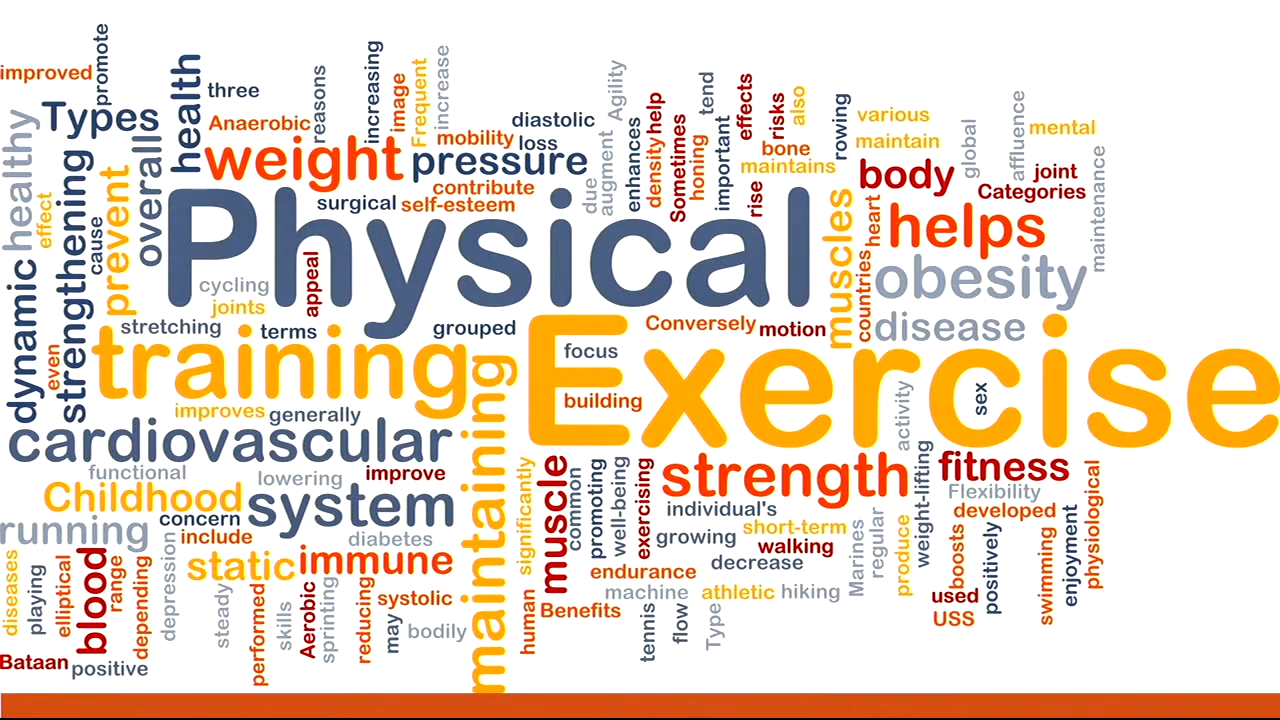 promote
improved
healthy
Types
health
three
reasons
increasing
image
Frequent
increase
Anaerobic
mobility
loss
diastolic
weight
pressure
contribute
surgical
self-esteem
overall
effect
strengthening
cause
prevent
dynamic
due
augment
Agility
enhances
density
help
Sometimes
honing
tend
important
effects
rise
risks
bone
also
maintains
rowing
various
maintain
global
affluence
mental
body
joint
Categories
maintenance
heart
helps
muscles
countries
obesity
disease
Physical
cycling
joints
appeal
stretching
terms
grouped
Conversely
motion
even
training
Exercise
focus
building
sex
activity
improves
generally
cardiovascular
maintaining
functional
lowering
improve
Childhood
system
concern
include
running
diabetes
static
immune
strength
fitness
weight-lifting
Flexibility
developed
physiological
significantly
muscle
common
promoting
well-being
exercising
individual's
growing
short-term
walking
decrease
endurance
machine
athletic
hiking
Marines
regular
produce
boosts
positively
used
USS
swimming
enjoyment
diseases
playing
elliptical
blood
range
depending
depression
steady
performed
skills
Aerobic
sprinting
reducing
systolic
may
bodily
human
Benefits
tennis
flow
Type
Bataan
positive